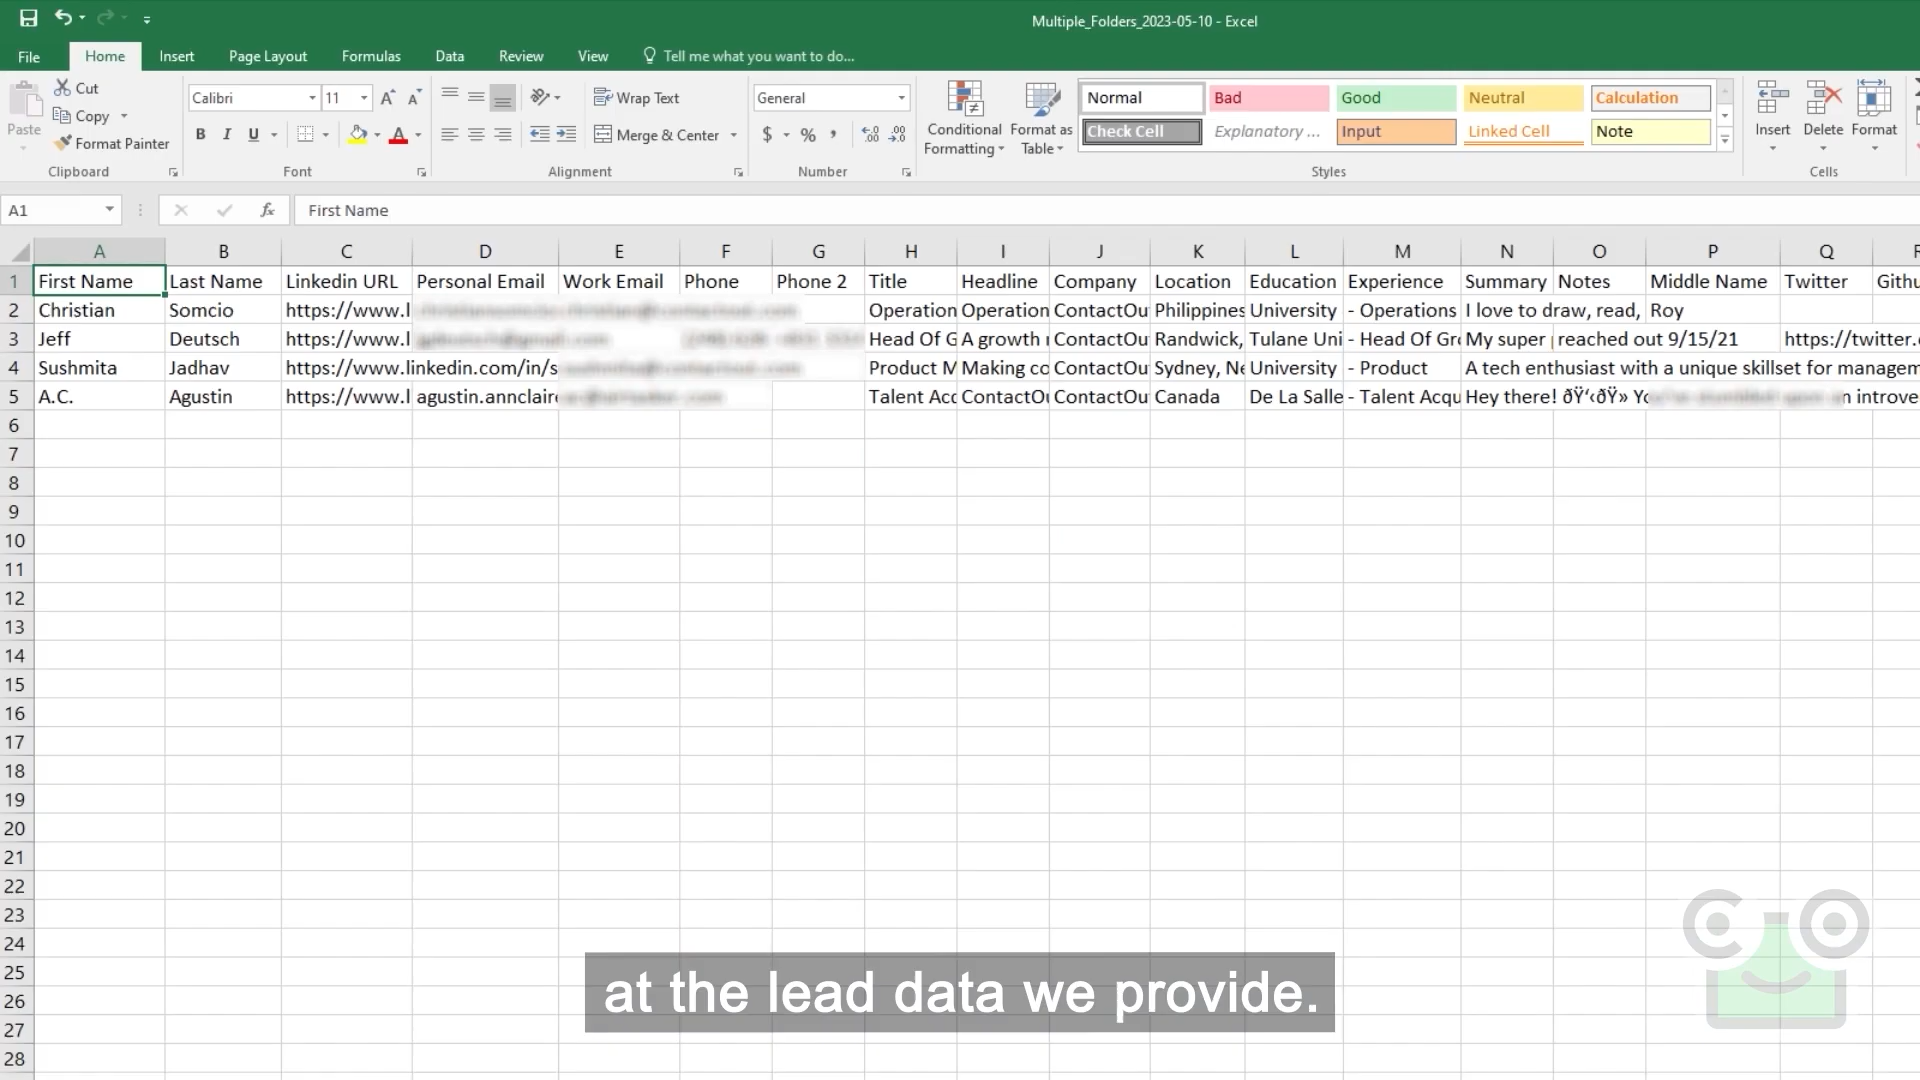 Multiple_Folders_2023-05-10 - Excel
File Home Insert Page Layout Formulas Data Review View Tell me what you want to do...
Paste Cut Copy Format Painter Clipboard
Calibri 11 A A B I U A Font
Wrap Text Merge & Center Alignment
General $ % , Number
Conditional Formatting Format as Table
Normal Bad Good Neutral Calculation
Check Cell Explanatory ... Input Linked Cell Note
Styles
Insert Delete Format
Cells
A1 fx First Name
A B C D E F G H I J K L M N O P Q
1 First Name Last Name Linkedin URL Personal Email Work Email Phone Phone 2 Title Headline Company Location Education Experience Summary Notes Middle Name Twitter Githu
2 Christian Somcio https://www.l Operation Operation ContactOu Philippines University - Operations I love to draw, read, Roy
3 Jeff Deutsch https://www.l Head Of G A growth ContactOu Randwick, Tulane Uni - Head Of Gro My super reached out 9/15/21 https://twitter.
4 Sushmita Jadhav https://www.linkedin.com/in/s Product M Making co ContactOu Sydney, Ne University - Product A tech enthusiast with a unique skillset for managem
5 A.C. Agustin https://www.l agustin.annclair Talent Acq ContactOu ContactOu Canada De La Salle - Talent Acqu Hey there! ðŸ‘‹ðŸ» n introve
6
7
8
9
10
11
12
13
14
15
16
17
18
19
20
21
22
23
24
25
26
27
28
at the lead data we provide.